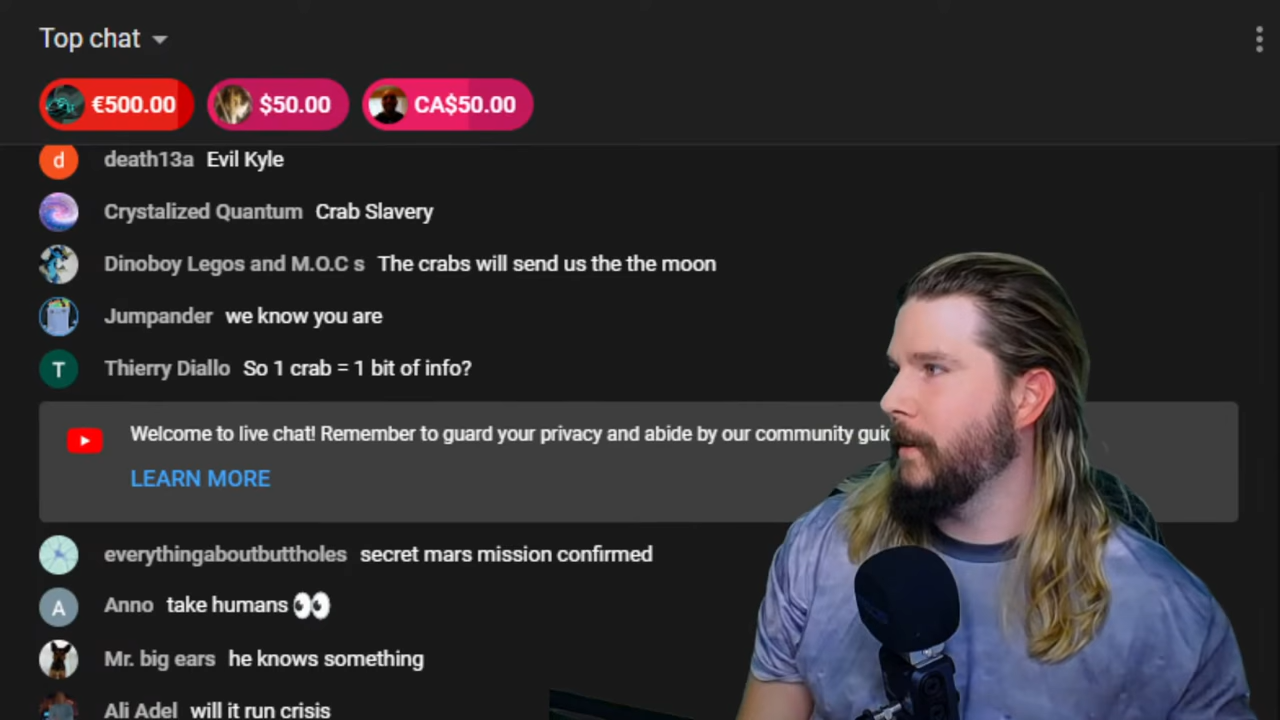 Top chat
€500.00 $50.00 CA$50.00
death13a Evil Kyle
Crystalized Quantum Crab Slavery
Dinoboy Legos and M.O.C s The crabs will send us the the moon
Jumpander we know you are
T Thierry Diallo So 1 crab = 1 bit of info?
Welcome to live chat! Remember to guard your privacy and abide by our community
LEARN MORE
everythingaboutbuttholes secret mars mission confirmed
A Anno take humans 👀
Mr. big ears he knows something
Ali Adel will it run crisis